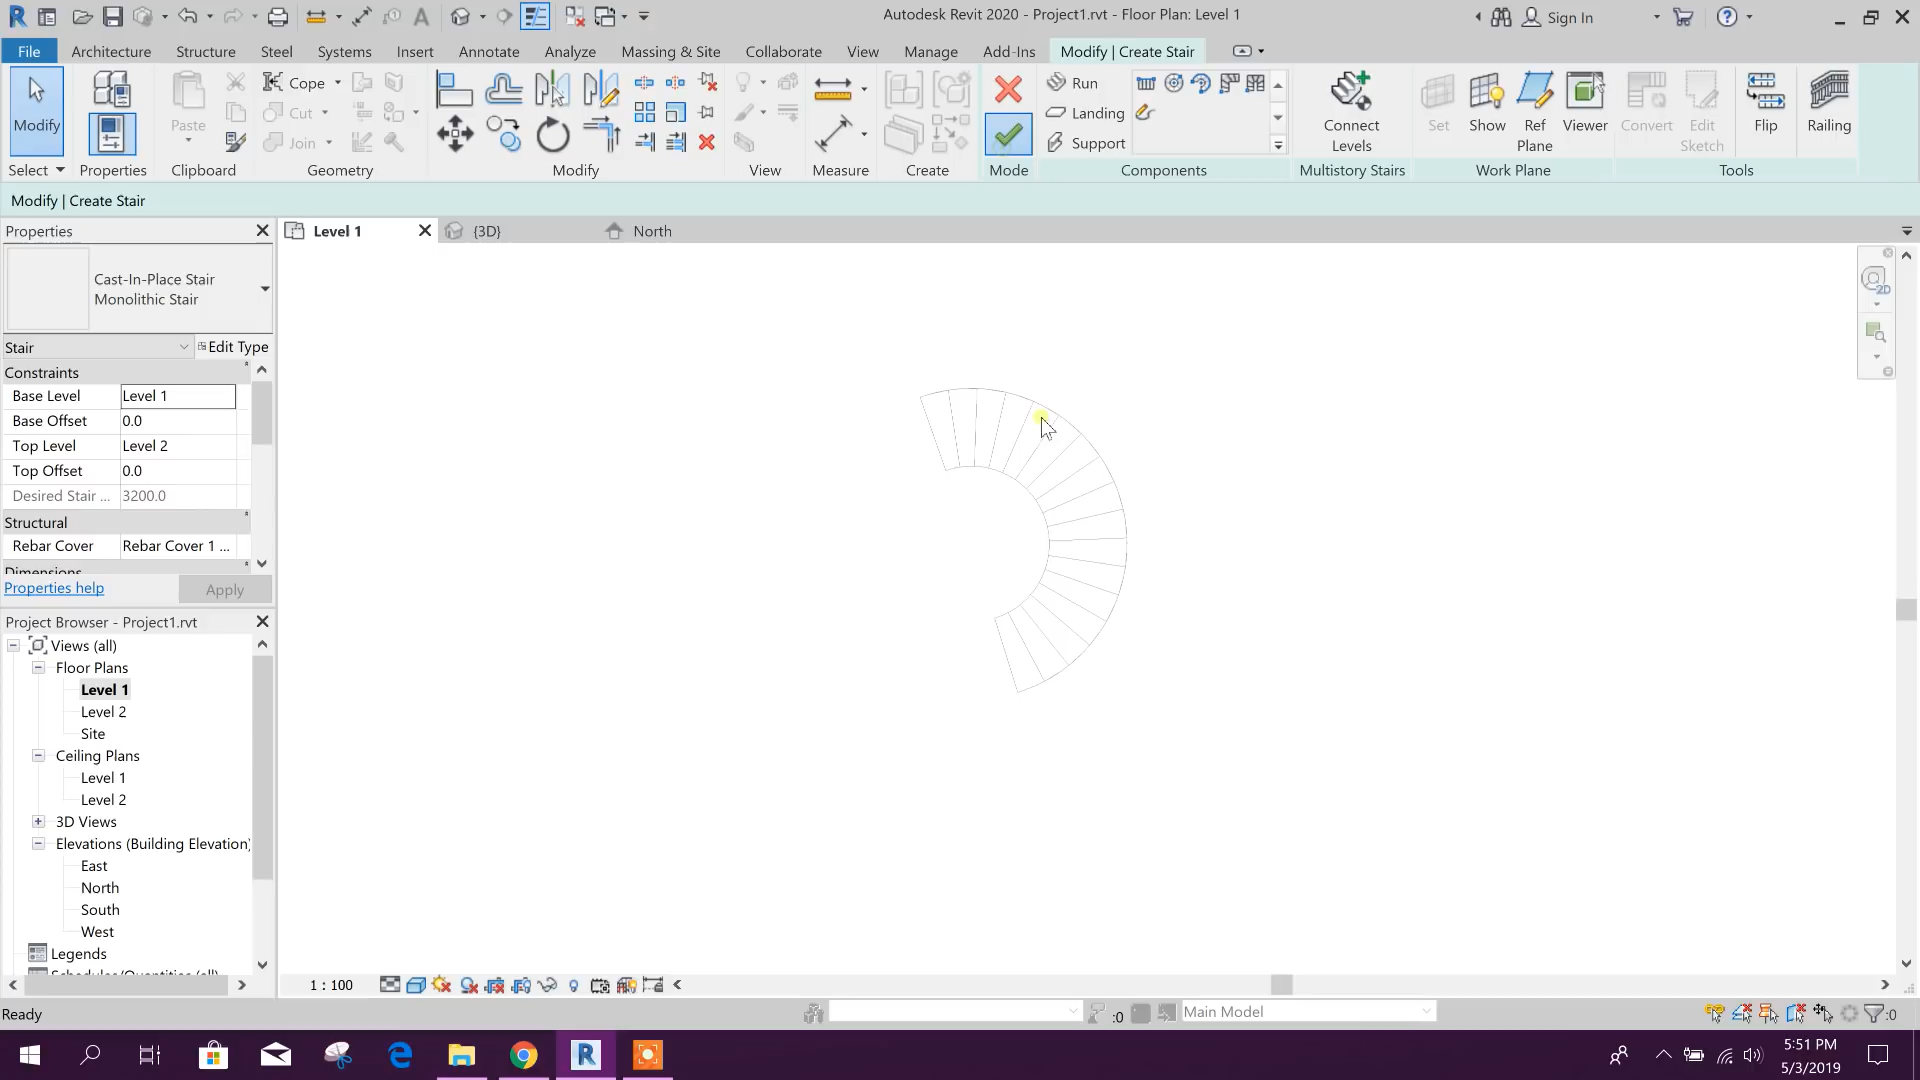 Autodesk Revit 2020 - Project1.rvt - Floor Plan: Level 1
Sign In
File Architecture Structure Steel Systems Insert Annotate Analyze Massing & Site Collaborate View Manage Add-Ins Modify | Create Stair
Modify
Paste
Cope
Cut
Join
Run
Landing
Support
Connect Levels
Set
Show
Ref Plane
Viewer
Convert
Edit Sketch
Flip
Railing
Select Properties Clipboard Geometry Modify View Measure Create Mode Components Multistory Stairs Work Plane Tools
Modify | Create Stair
Properties
Level 1 {3D} North
2D
Cast-In-Place Stair
Monolithic Stair
Stair Edit Type
Constraints
Base Level Level 1
Base Offset 0.0
Top Level Level 2
Top Offset 0.0
Desired Stair ... 3200.0
Structural
Rebar Cover Rebar Cover 1 ...
Dimensions
Properties help Apply
Project Browser - Project1.rvt
Views (all)
Floor Plans
Level 1
Level 2
Site
Ceiling Plans
Level 1
Level 2
3D Views
Elevations (Building Elevation)
East
North
South
West
Legends
Schedules/Quantities (all)
1 : 100
Ready :0 Main Model :0
5:51 PM
5/3/2019